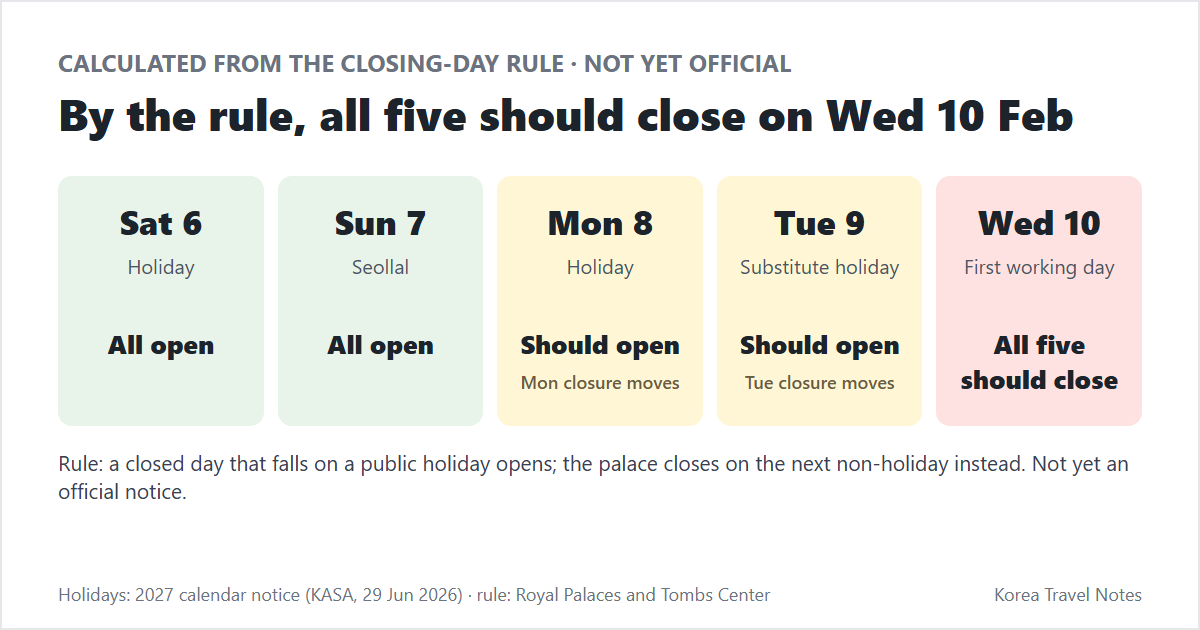 CALCULATED FROM THE CLOSING-DAY RULE · NOT YET OFFICIAL
By the rule, all five should close on Wed 10 Feb
Sat 6
Holiday
All open
Sun 7
Seollal
All open
Mon 8
Holiday
Should open
Mon closure moves
Tue 9
Substitute holiday
Should open
Tue closure moves
Wed 10
First working day
All five
should close
Rule: a closed day that falls on a public holiday opens; the palace closes on the next non-holiday instead. Not yet an
official notice.
Holidays: 2027 calendar notice (KASA, 29 Jun 2026) · rule: Royal Palaces and Tombs Center
Korea Travel Notes